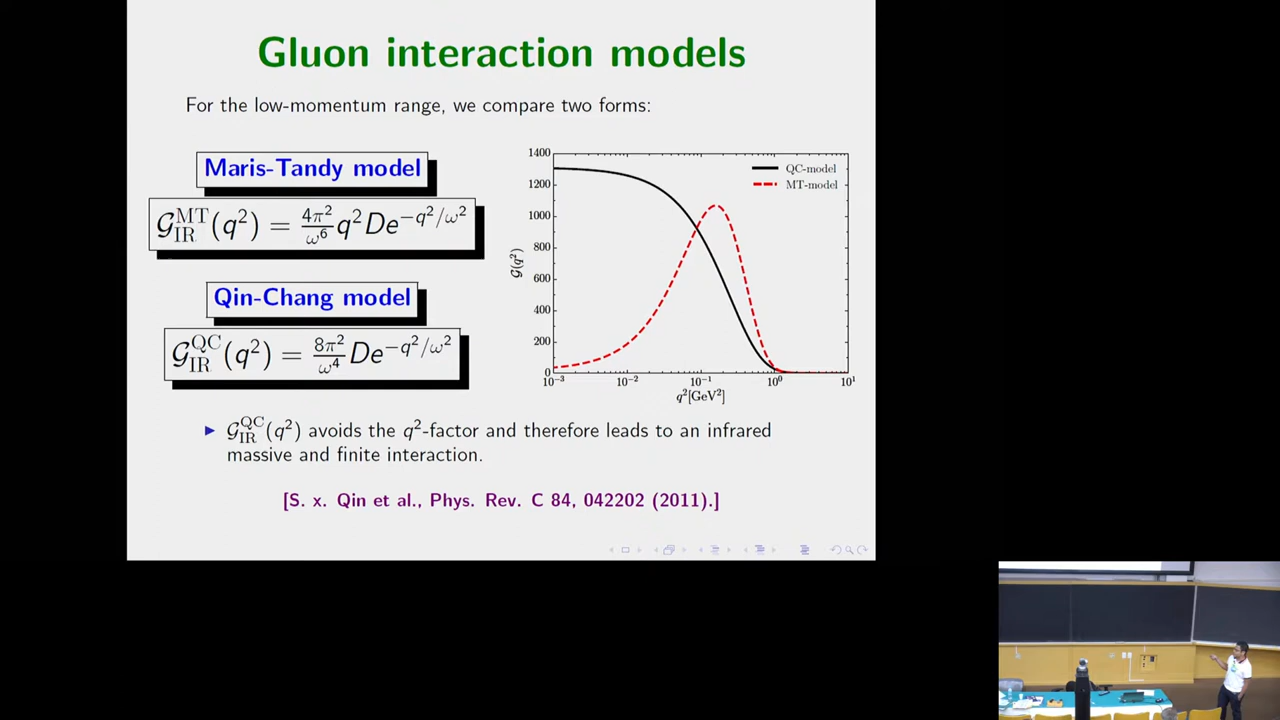 Gluon interaction models
For the low-momentum range, we compare two forms:
Maris-Tandy model
𝒢_IR^MT(q²) = 4π²/ω⁶ q² D e^(−q²/ω²)
Qin-Chang model
𝒢_IR^QC(q²) = 8π²/ω⁴ D e^(−q²/ω²)
1400
1200
1000
800
600
400
200
0
𝒢(q²)
QC-model
MT-model
10⁻³ 10⁻² 10⁻¹ 10⁰ 10¹
q²[GeV²]
▶ 𝒢_IR^QC(q²) avoids the q²-factor and therefore leads to an infrared
massive and finite interaction.
[S. x. Qin et al., Phys. Rev. C 84, 042202 (2011).]